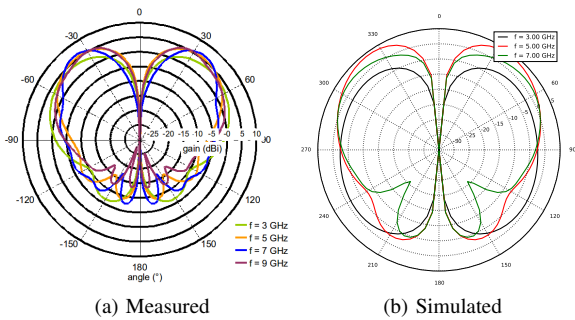 0
-30
30
-60
60
-90
-25
-20
-15
-10
-5
0
5
10
gain (dBi)
-120
120
-150
150
180
angle (°)
f = 3 GHz
f = 5 GHz
f = 7 GHz
f = 9 GHz
(a) Measured
0
330
f = 3.00 GHz
f = 5.00 GHz
f = 7.00 GHz
300
60
270
-30
-15
90
240
120
210
150
180
(b) Simulated